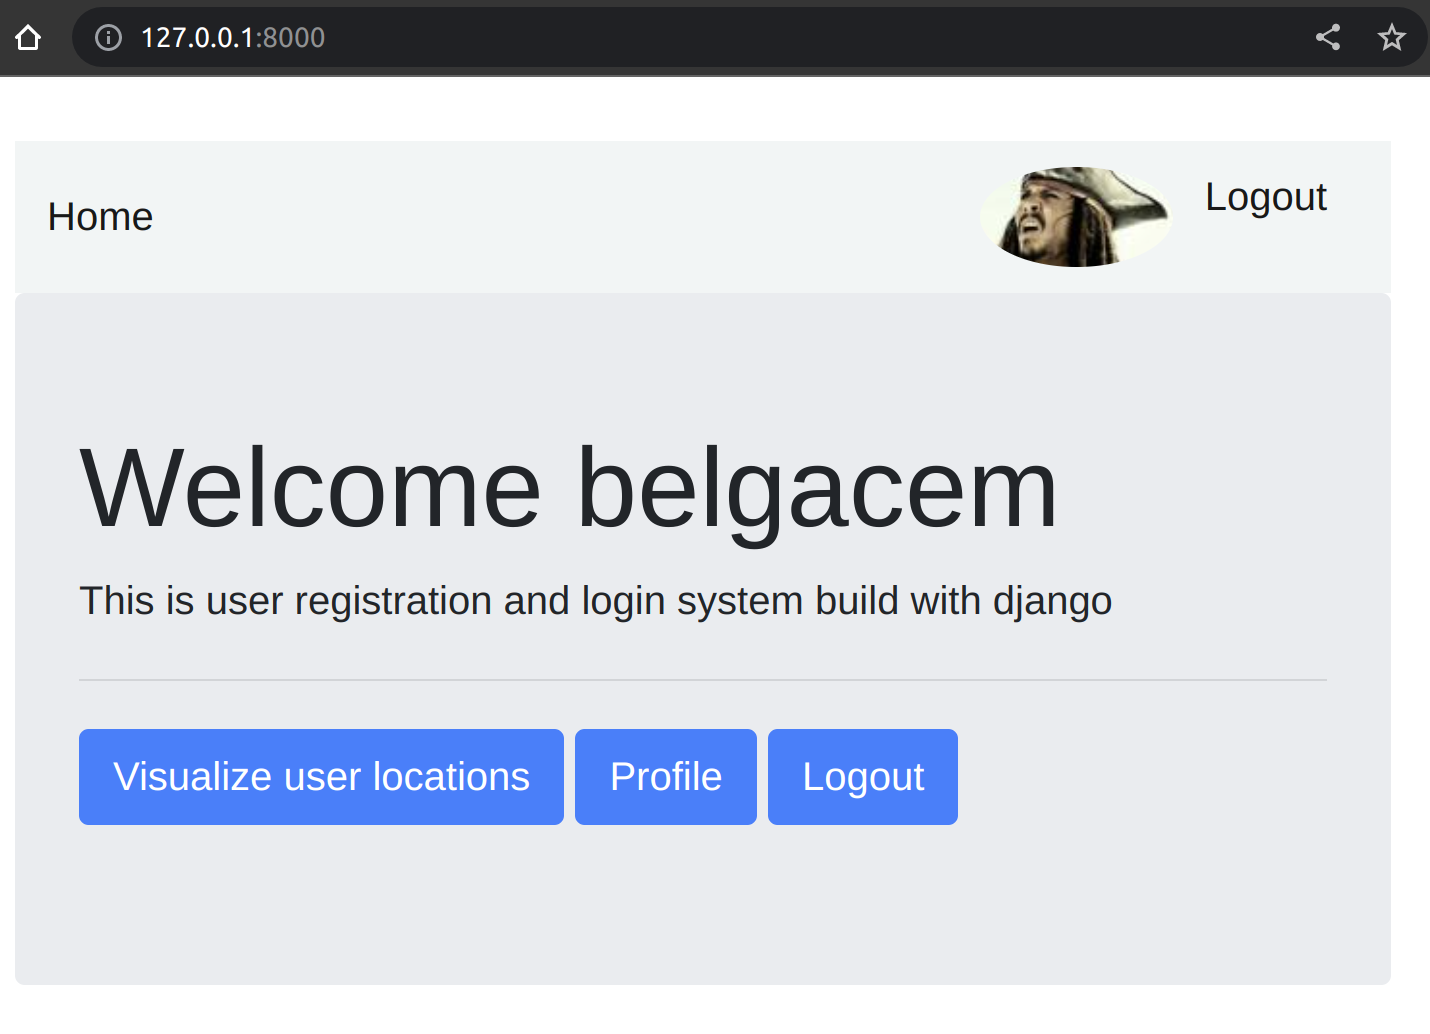 127.0.0.1:8000
Home
Logout
Welcome belgacem
This is user registration and login system build with django
Visualize user locations Profile Logout